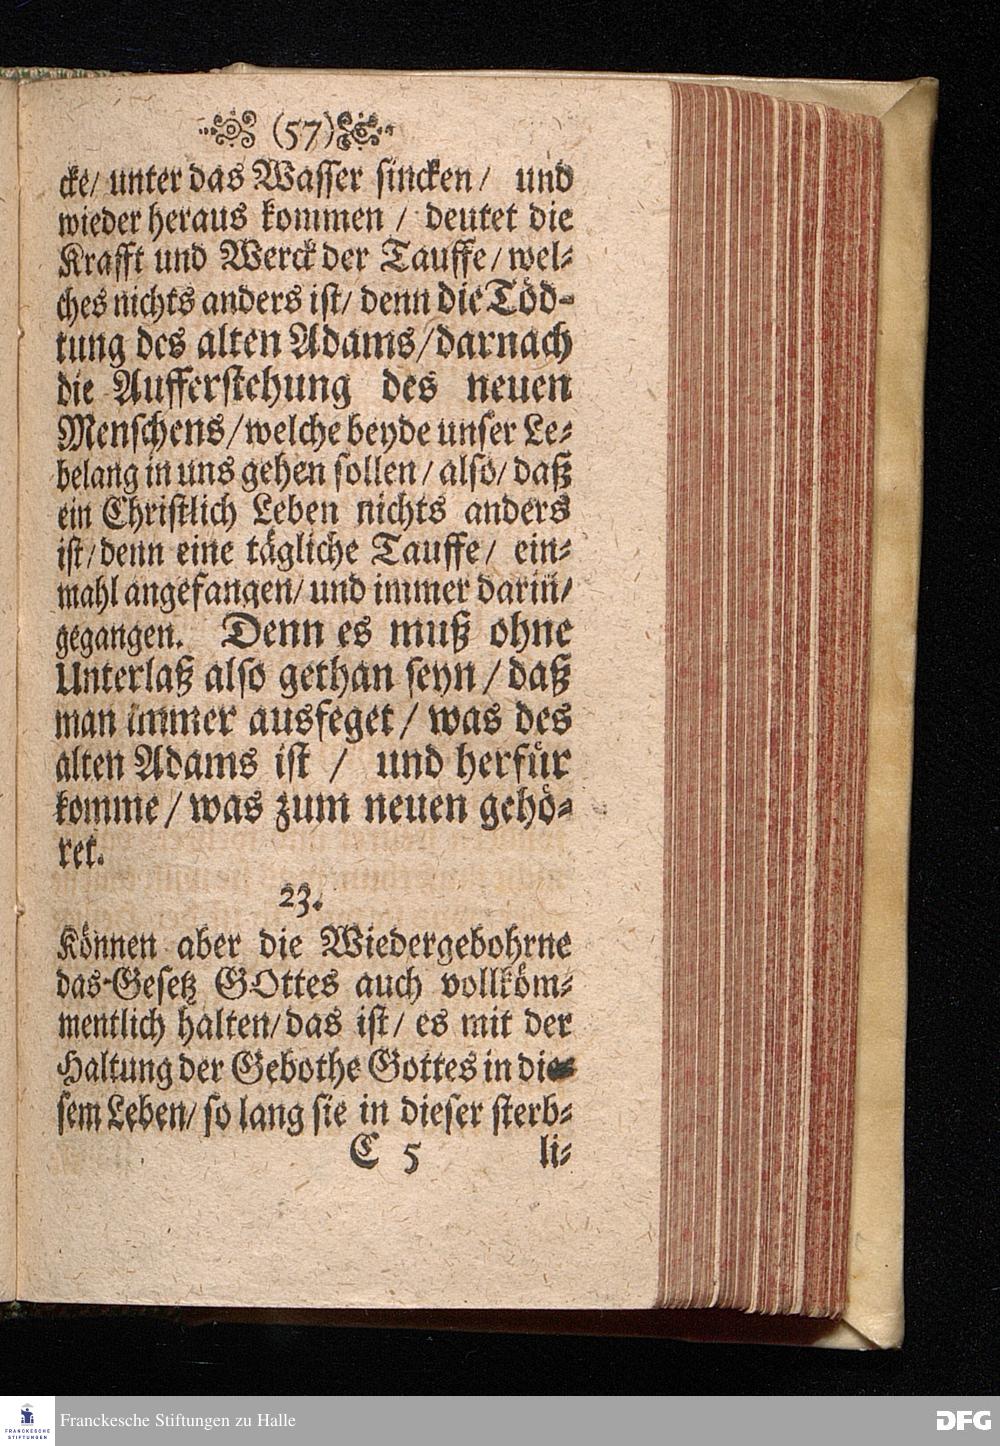 (57)
cke/ unter das Wasser sincken/ und
wieder heraus kommen / deutet die
Krafft und Werck der Tauffe/ wel-
ches nichts anders ist/ denn die Töd-
tung des alten Adams/darnach
die Aufferstehung des neuen
Menschens/welche beyde unser Le-
belang in uns gehen sollen/ also/ daß
ein Christlich Leben nichts anders
ist/denn eine tägliche Tauffe/ ein-
mahl angefangen/ und immer darin̄/
gegangen. Denn es muß ohne
Unterlaß also gethan seyn/daß
man immer ausfeget/ was des
alten Adams ist / und herfür
komme/ was zum neuen gehö-
ret.
23.
Können aber die Wiedergebohrne
das Gesetz GOttes auch vollköm-
mentlich halten/das ist/ es mit der
Haltung der Gebothe Gottes in die-
sem Leben/ so lang sie in dieser sterb-
C 5 li-
Franckesche Stiftungen zu Halle
FRANCKESCHE
STIFTUNGEN
DFG